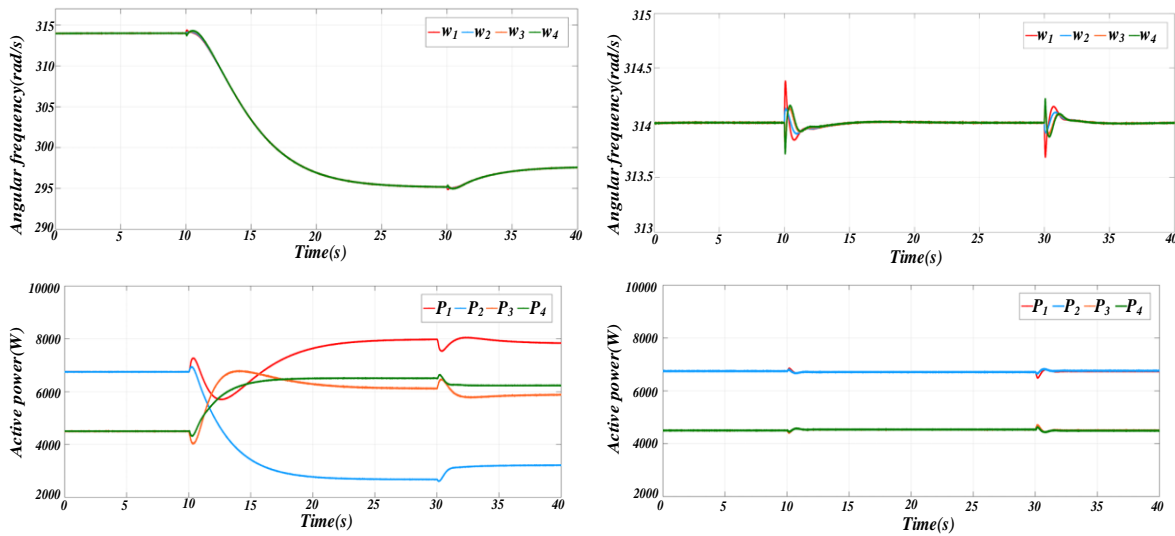 Angular frequency(rad/s)
315
310
305
300
295
290
w1 w2 w3 w4
0 5 10 15 20 25 30 35 40
Time(s)
Angular frequency(rad/s)
315
314.5
314
313.5
313
w1 w2 w3 w4
0 5 10 15 20 25 30 35 40
Time(s)
Active power(W)
10000
8000
6000
4000
2000
P1 P2 P3 P4
0 5 10 15 20 25 30 35 40
Time(s)
Active power(W)
10000
8000
6000
4000
2000
P1 P2 P3 P4
0 5 10 15 20 25 30 35 40
Time(s)